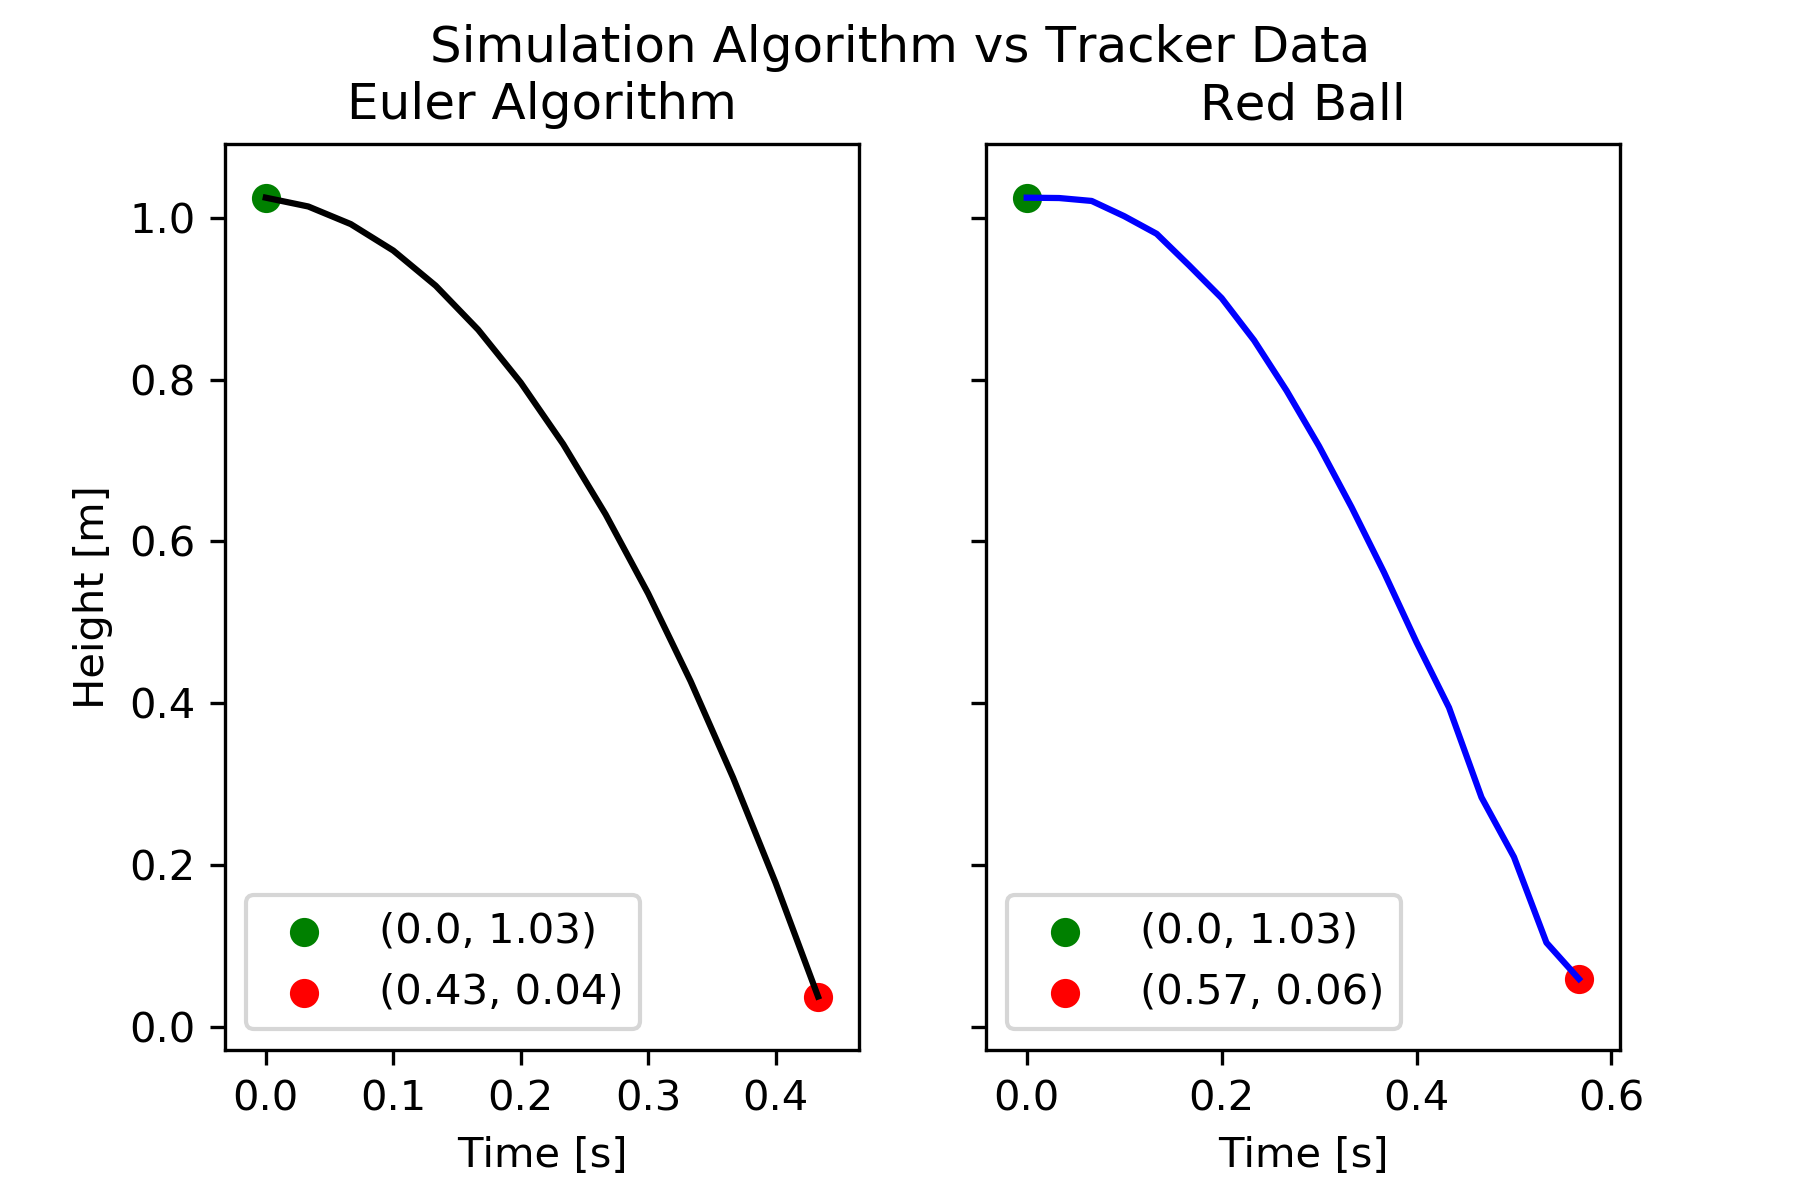 Simulation Algorithm vs Tracker Data
Euler Algorithm
Red Ball
Height [m]
1.0
0.8
0.6
0.4
0.2
0.0
(0.0, 1.03)
(0.43, 0.04)
0.0 0.1 0.2 0.3 0.4
Time [s]
(0.0, 1.03)
(0.57, 0.06)
0.0 0.2 0.4 0.6
Time [s]